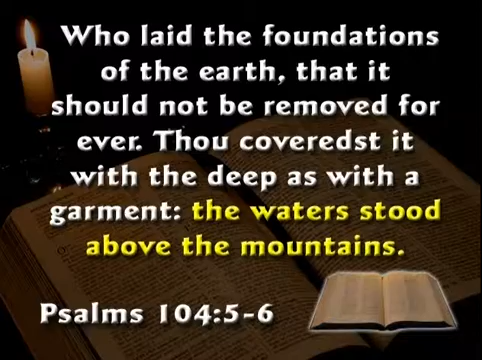 Who laid the foundations
of the earth, that it
should not be removed for
ever. Thou coveredst it
with the deep as with a
garment: the waters stood
above the mountains.
Psalms 104:5-6